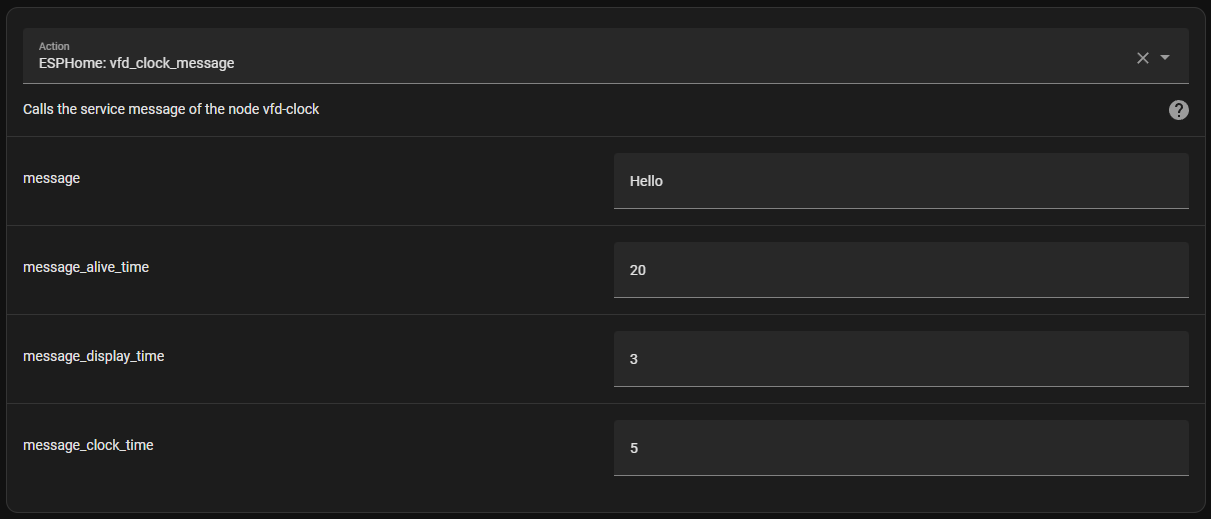 Action
ESPHome: vfd_clock_message
Calls the service message of the node vfd-clock
message
Hello
message_alive_time
20
message_display_time
3
message_clock_time
5